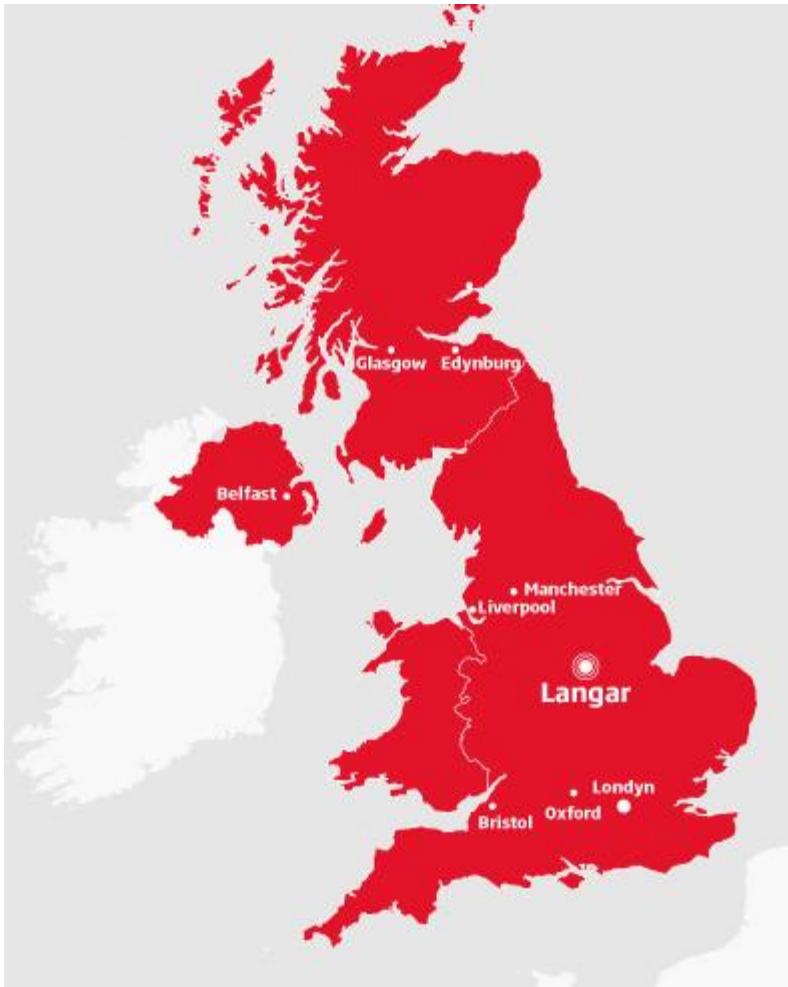 Glasgow
Edynburg
Belfast
Manchester
Liverpool
Langar
Londyn
Oxford
Bristol